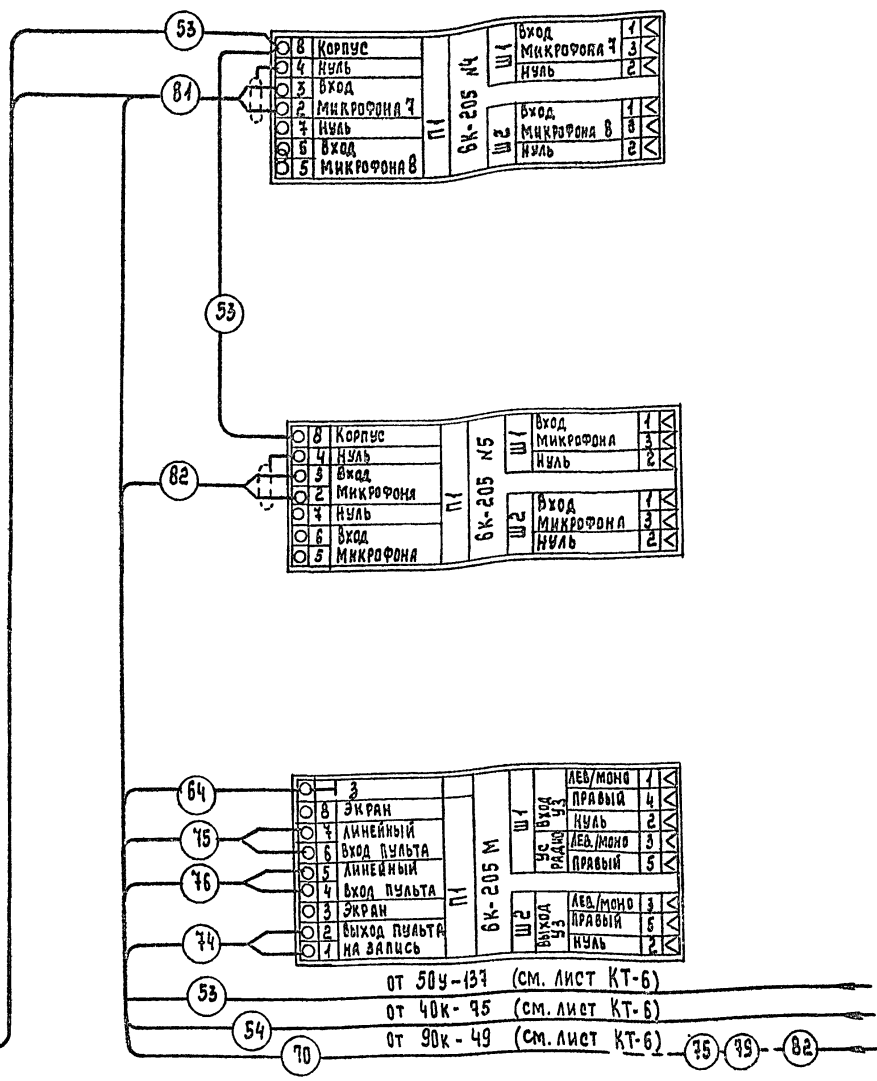 53
8 КОРПУС
4 НУЛЬ
81
3 ВХОД
2 МИКРОФОНА 7
7 НУЛЬ
6 ВХОД
5 МИКРОФОНА 8
П1
6К-205 №4
Ш1
ВХОД 1
МИКРОФОНА 7 3
НУЛЬ 2
Ш2
ВХОД 1
МИКРОФОНА 8 3
НУЛЬ 2
53
8 КОРПУС
4 НУЛЬ
82
3 ВХОД
2 МИКРОФОНА
7 НУЛЬ
6 ВХОД
5 МИКРОФОНА
П1
6К-205 N5
Ш1
ВХОД 1
МИКРОФОНА 3
НУЛЬ 2
Ш2
ВХОД 1
МИКРОФОНА 3
НУЛЬ 2
64
З
8 ЭКРАН
75
7 ЛИНЕЙНЫЙ
6 ВХОД ПУЛЬТА
76
5 ЛИНЕЙНЫЙ
4 ВХОД ПУЛЬТА
3 ЭКРАН
74
2 ВЫХОД ПУЛЬТА
1 НА ЗАПИСЬ
П1
6К-205 М
Ш1
ВХОД УЗ
ЛЕВ/МОНО 1
ПРАВЫЙ 4
НУЛЬ 2
УС РАДИО
ЛЕВ./МОНО 3
ПРАВЫЙ 5
Ш2
ВЫХОД УЗ
ЛЕВ./МОНО 3
ПРАВЫЙ 5
НУЛЬ 2
53
ОТ 50У-137 (СМ. ЛИСТ КТ-6)
54
ОТ 40К-75 (СМ. ЛИСТ КТ-6)
70
ОТ 90К-49 (СМ. ЛИСТ КТ-6)
75 79 82